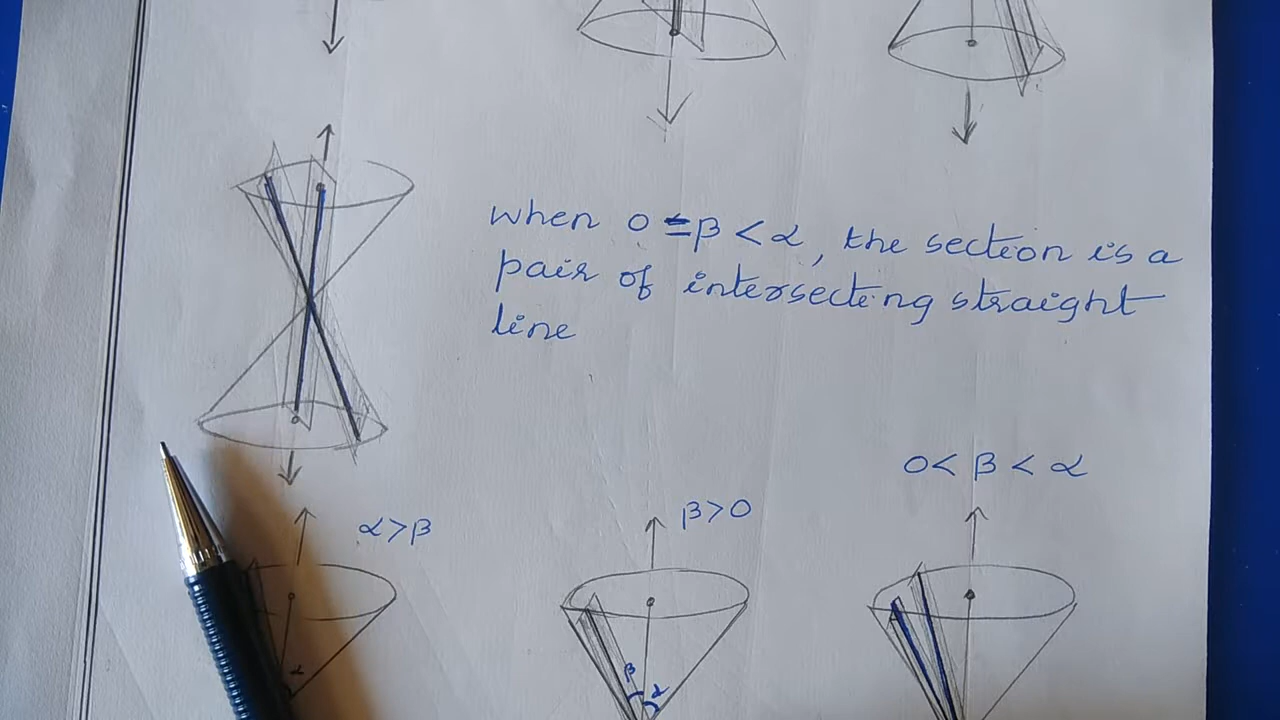 when 0 ≤ β < α, the section is a
pair of intersecting straight
line
0 < β < α
α > β
β > 0
α
β
α